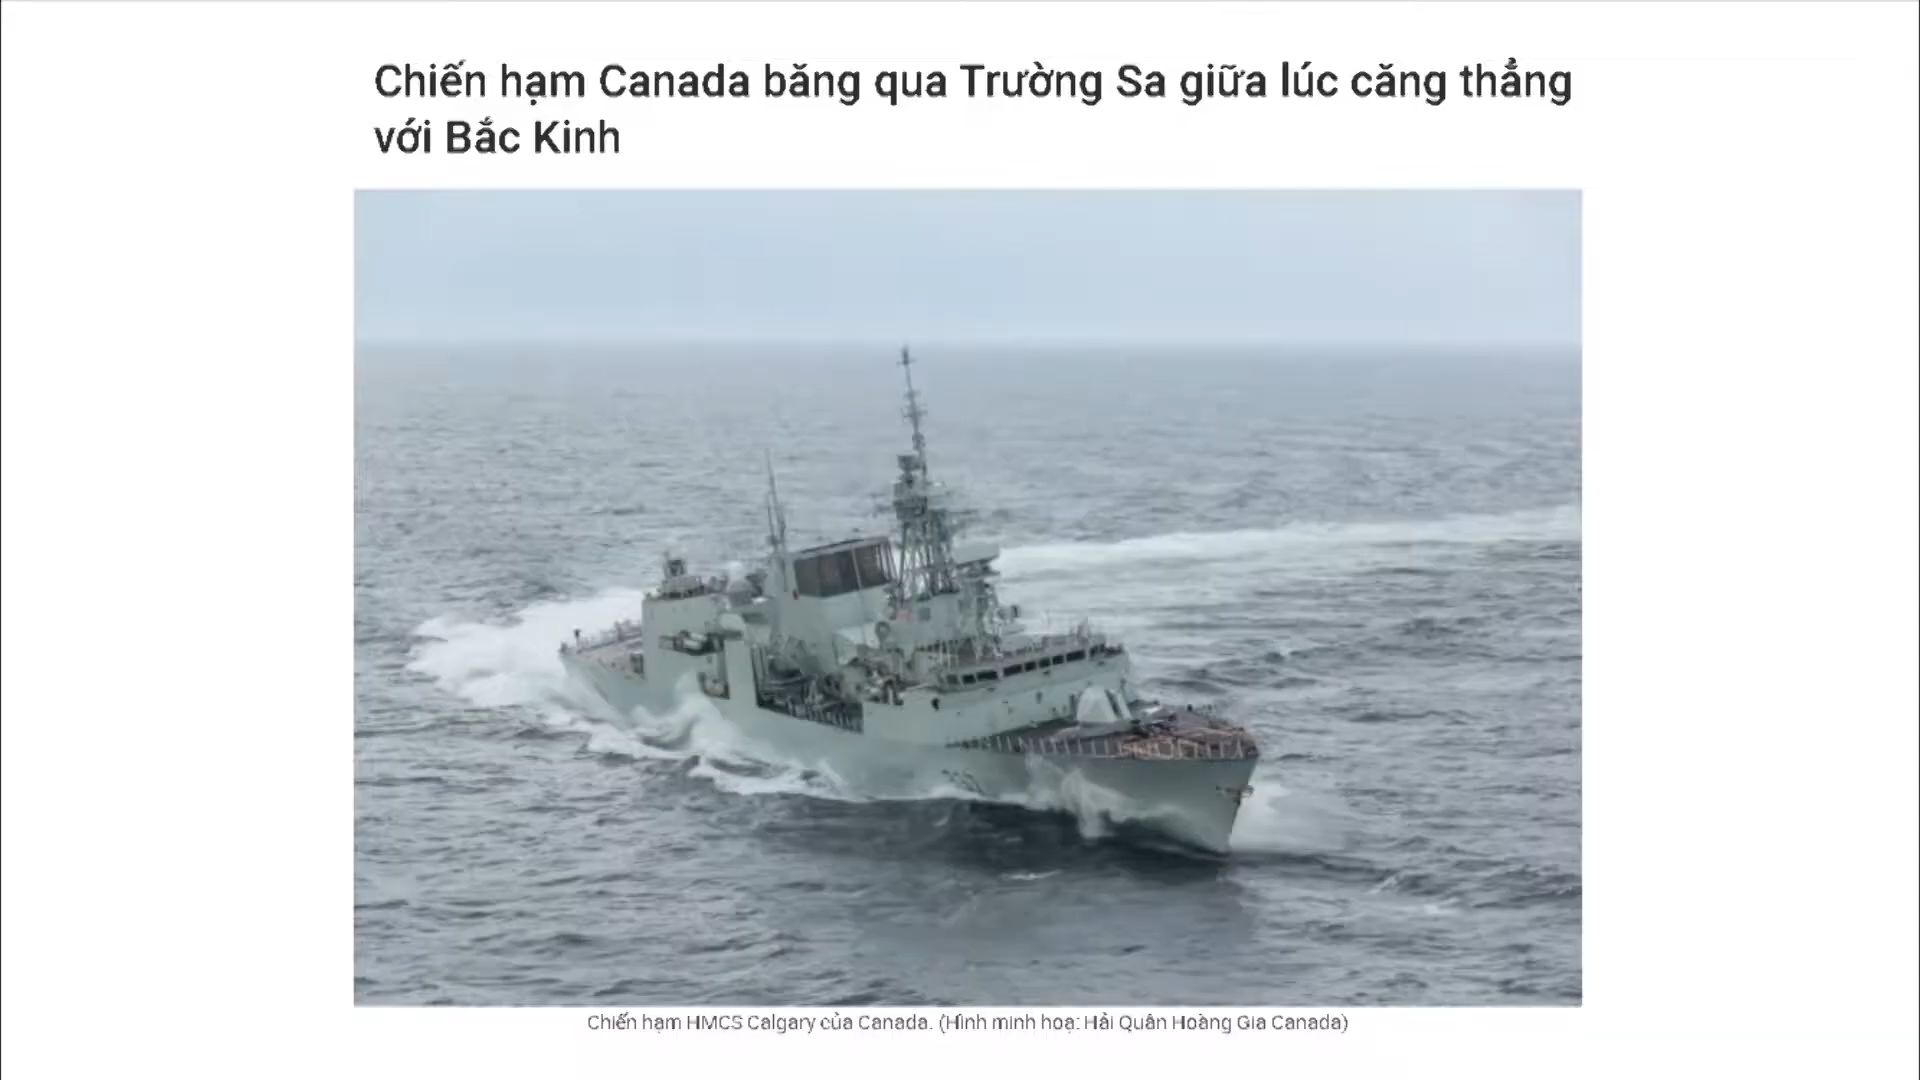 Chiến hạm Canada băng qua Trường Sa giữa lúc căng thẳng
với Bắc Kinh
Chiến hạm HMCS Calgary của Canada. (Hình minh hoạ: Hải Quân Hoàng Gia Canada)